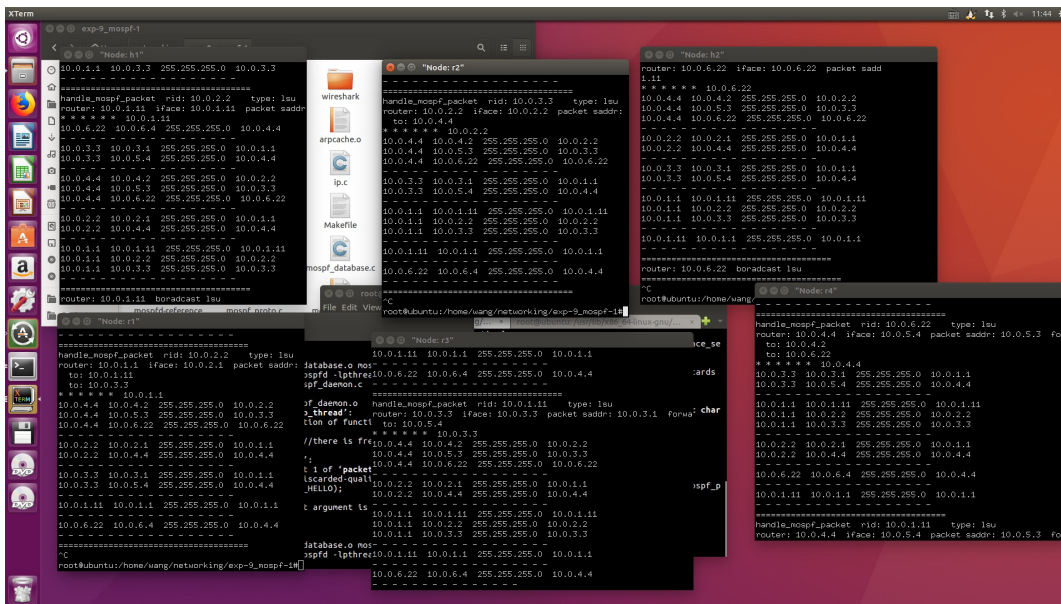 XTerm
11:44
exp-9_mospf-1
"Node: h1"
10.0.1.1 10.0.3.3 255.255.255.0 10.0.3.3
- - - - - - - - - - - - - - - -
======================================
handle_mospf_packet rid: 10.0.2.2 type: lsu
router: 10.0.1.11 iface: 10.0.1.11 packet saddr
* * * * * * 10.0.1.11
10.0.6.22 10.0.6.4 255.255.255.0 10.0.4.4
- - - - - - - - - - - - - - - -
10.0.3.3 10.0.3.1 255.255.255.0 10.0.1.1
10.0.3.3 10.0.5.4 255.255.255.0 10.0.4.4
- - - - - - - - - - - - - - - -
10.0.4.4 10.0.4.2 255.255.255.0 10.0.2.2
10.0.4.4 10.0.5.3 255.255.255.0 10.0.3.3
10.0.4.4 10.0.6.22 255.255.255.0 10.0.6.22
- - - - - - - - - - - - - - - -
10.0.2.2 10.0.2.1 255.255.255.0 10.0.1.1
10.0.2.2 10.0.4.4 255.255.255.0 10.0.4.4
- - - - - - - - - - - - - - - -
10.0.1.1 10.0.1.11 255.255.255.0 10.0.1.11
10.0.1.1 10.0.2.2 255.255.255.0 10.0.2.2
10.0.1.1 10.0.3.3 255.255.255.0 10.0.3.3
- - - - - - - - - - - - - - - -
======================================
router: 10.0.1.11 boradcast lsu
wireshark
arpcache.o
ip.c
Makefile
mospf_database.c
mospfd-reference
mospf_proto.c
"Node: r2"
- - - - - - - - - - - - - - - -
======================================
handle_mospf_packet rid: 10.0.3.3 type: lsu
router: 10.0.2.2 iface: 10.0.2.2 packet saddr:
to: 10.0.4.4
* * * * * * 10.0.2.2
10.0.4.4 10.0.4.2 255.255.255.0 10.0.2.2
10.0.4.4 10.0.5.3 255.255.255.0 10.0.3.3
10.0.4.4 10.0.6.22 255.255.255.0 10.0.6.22
- - - - - - - - - - - - - - - -
10.0.3.3 10.0.3.1 255.255.255.0 10.0.1.1
10.0.3.3 10.0.5.4 255.255.255.0 10.0.4.4
- - - - - - - - - - - - - - - -
10.0.1.1 10.0.1.11 255.255.255.0 10.0.1.11
10.0.1.1 10.0.2.2 255.255.255.0 10.0.2.2
10.0.1.1 10.0.3.3 255.255.255.0 10.0.3.3
- - - - - - - - - - - - - - - -
10.0.1.11 10.0.1.1 255.255.255.0 10.0.1.1
- - - - - - - - - - - - - - - -
10.0.6.22 10.0.6.4 255.255.255.0 10.0.4.4
- - - - - - - - - - - - - - - -
======================================
^C
root@ubuntu:/home/wang/networking/exp-9_mospf-1#
"Node: h2"
router: 10.0.6.22 iface: 10.0.6.22 packet sadd
1.11
* * * * * * 10.0.6.22
10.0.4.4 10.0.4.2 255.255.255.0 10.0.2.2
10.0.4.4 10.0.5.3 255.255.255.0 10.0.3.3
10.0.4.4 10.0.6.22 255.255.255.0 10.0.6.22
- - - - - - - - - - - - - - - -
10.0.2.2 10.0.2.1 255.255.255.0 10.0.1.1
10.0.2.2 10.0.4.4 255.255.255.0 10.0.4.4
- - - - - - - - - - - - - - - -
10.0.3.3 10.0.3.1 255.255.255.0 10.0.1.1
10.0.3.3 10.0.5.4 255.255.255.0 10.0.4.4
- - - - - - - - - - - - - - - -
10.0.1.1 10.0.1.11 255.255.255.0 10.0.1.11
10.0.1.1 10.0.2.2 255.255.255.0 10.0.2.2
10.0.1.1 10.0.3.3 255.255.255.0 10.0.3.3
- - - - - - - - - - - - - - - -
10.0.1.11 10.0.1.1 255.255.255.0 10.0.1.1
- - - - - - - - - - - - - - - -
======================================
router: 10.0.6.22 boradcast lsu
======================================
^C
root@ubuntu:/home/wang/
root
File Edit View
root@ubuntu: /usr/lib/x86_64-linux-gnu/...
"Node: r1"
======================================
handle_mospf_packet rid: 10.0.2.2 type: lsu
router: 10.0.1.1 iface: 10.0.2.1 packet saddr:
to: 10.0.1.11
to: 10.0.3.3
* * * * * * 10.0.1.1
10.0.4.4 10.0.4.2 255.255.255.0 10.0.2.2
10.0.4.4 10.0.5.3 255.255.255.0 10.0.3.3
10.0.4.4 10.0.6.22 255.255.255.0 10.0.6.22
- - - - - - - - - - - - - - - -
10.0.2.2 10.0.2.1 255.255.255.0 10.0.1.1
10.0.2.2 10.0.4.4 255.255.255.0 10.0.4.4
- - - - - - - - - - - - - - - -
10.0.3.3 10.0.3.1 255.255.255.0 10.0.1.1
10.0.3.3 10.0.5.4 255.255.255.0 10.0.4.4
- - - - - - - - - - - - - - - -
10.0.1.11 10.0.1.1 255.255.255.0 10.0.1.1
- - - - - - - - - - - - - - - -
10.0.6.22 10.0.6.4 255.255.255.0 10.0.4.4
- - - - - - - - - - - - - - - -
======================================
^C
root@ubuntu:/home/wang/networking/exp-9_mospf-1#
"Node: r3"
10.0.1.11 10.0.1.1 255.255.255.0 10.0.1.1
- - - - - - - - - - - - - - - -
10.0.6.22 10.0.6.4 255.255.255.0 10.0.4.4
- - - - - - - - - - - - - - - -
======================================
handle_mospf_packet rid: 10.0.1.11 type: lsu
router: 10.0.3.3 iface: 10.0.3.3 packet saddr: 10.0.3.1 forwa
to: 10.0.5.4
* * * * * * 10.0.3.3
10.0.4.4 10.0.4.2 255.255.255.0 10.0.2.2
10.0.4.4 10.0.5.3 255.255.255.0 10.0.3.3
10.0.4.4 10.0.6.22 255.255.255.0 10.0.6.22
- - - - - - - - - - - - - - - -
10.0.2.2 10.0.2.1 255.255.255.0 10.0.1.1
10.0.2.2 10.0.4.4 255.255.255.0 10.0.4.4
- - - - - - - - - - - - - - - -
10.0.1.1 10.0.1.11 255.255.255.0 10.0.1.11
10.0.1.1 10.0.2.2 255.255.255.0 10.0.2.2
10.0.1.1 10.0.3.3 255.255.255.0 10.0.3.3
- - - - - - - - - - - - - - - -
10.0.1.11 10.0.1.1 255.255.255.0 10.0.1.1
- - - - - - - - - - - - - - - -
10.0.6.22 10.0.6.4 255.255.255.0 10.0.4.4
- - - - - - - - - - - - - - - -
"Node: r4"
======================================
handle_mospf_packet rid: 10.0.1.11 type: lsu
router: 10.0.4.4 iface: 10.0.5.4 packet saddr: 10.0.5.3 fo
to: 10.0.4.2
to: 10.0.6.22
* * * * * * 10.0.4.4
10.0.3.3 10.0.3.1 255.255.255.0 10.0.1.1
10.0.3.3 10.0.5.4 255.255.255.0 10.0.4.4
- - - - - - - - - - - - - - - -
10.0.1.1 10.0.1.11 255.255.255.0 10.0.1.11
10.0.1.1 10.0.2.2 255.255.255.0 10.0.2.2
10.0.1.1 10.0.3.3 255.255.255.0 10.0.3.3
- - - - - - - - - - - - - - - -
10.0.2.2 10.0.2.1 255.255.255.0 10.0.1.1
10.0.2.2 10.0.4.4 255.255.255.0 10.0.4.4
- - - - - - - - - - - - - - - -
10.0.6.22 10.0.6.4 255.255.255.0 10.0.4.4
- - - - - - - - - - - - - - - -
10.0.1.11 10.0.1.1 255.255.255.0 10.0.1.1
- - - - - - - - - - - - - - - -
======================================
handle_mospf_packet rid: 10.0.1.11 type: lsu
router: 10.0.4.4 iface: 10.0.5.4 packet saddr: 10.0.5.3 fo